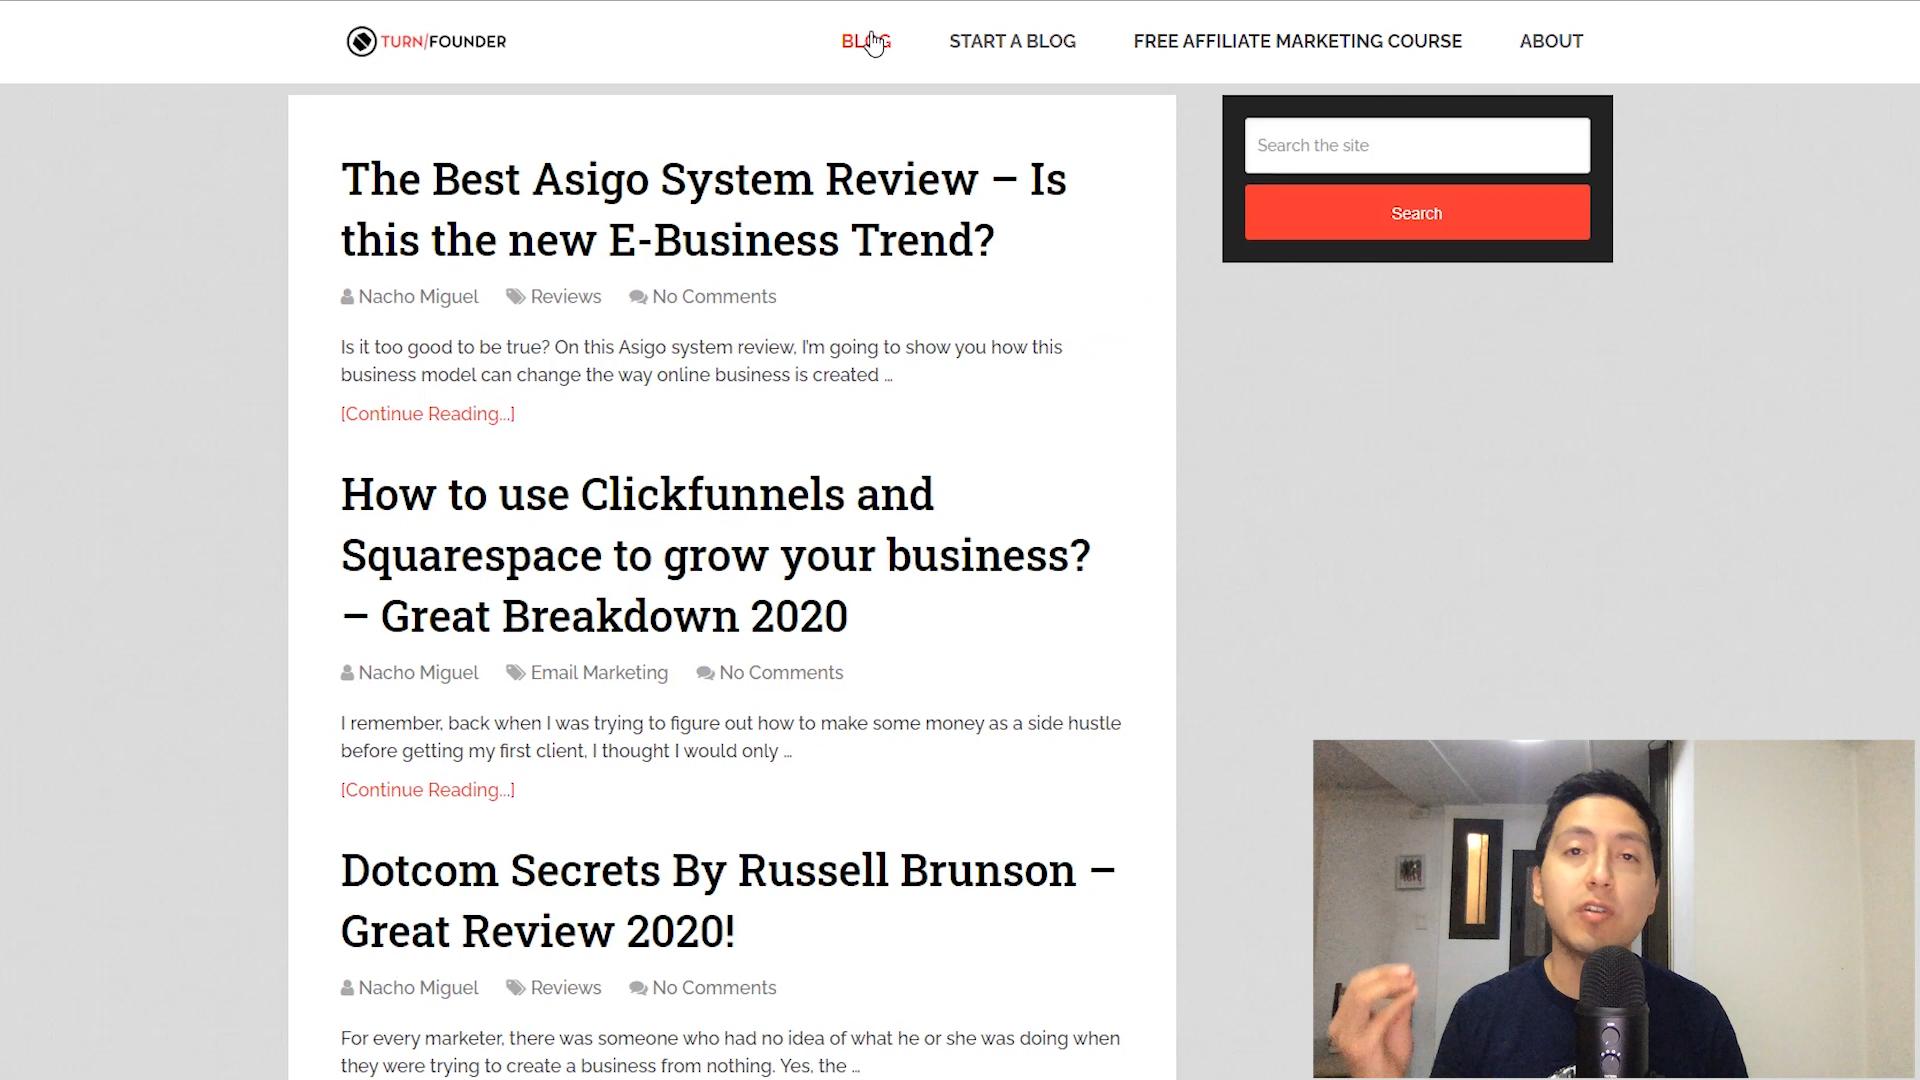 TURN/FOUNDER
BLOG
START A BLOG
FREE AFFILIATE MARKETING COURSE
ABOUT
The Best Asigo System Review – Is
this the new E-Business Trend?
Nacho Miguel Reviews No Comments
Is it too good to be true? On this Asigo system review, I'm going to show you how this
business model can change the way online business is created ...
[Continue Reading...]
How to use Clickfunnels and
Squarespace to grow your business?
– Great Breakdown 2020
Nacho Miguel Email Marketing No Comments
I remember, back when I was trying to figure out how to make some money as a side hustle
before getting my first client, I thought I would only ...
[Continue Reading...]
Dotcom Secrets By Russell Brunson –
Great Review 2020!
Nacho Miguel Reviews No Comments
For every marketer, there was someone who had no idea of what he or she was doing when
they were trying to create a business from nothing. Yes, the ...
Search the site
Search